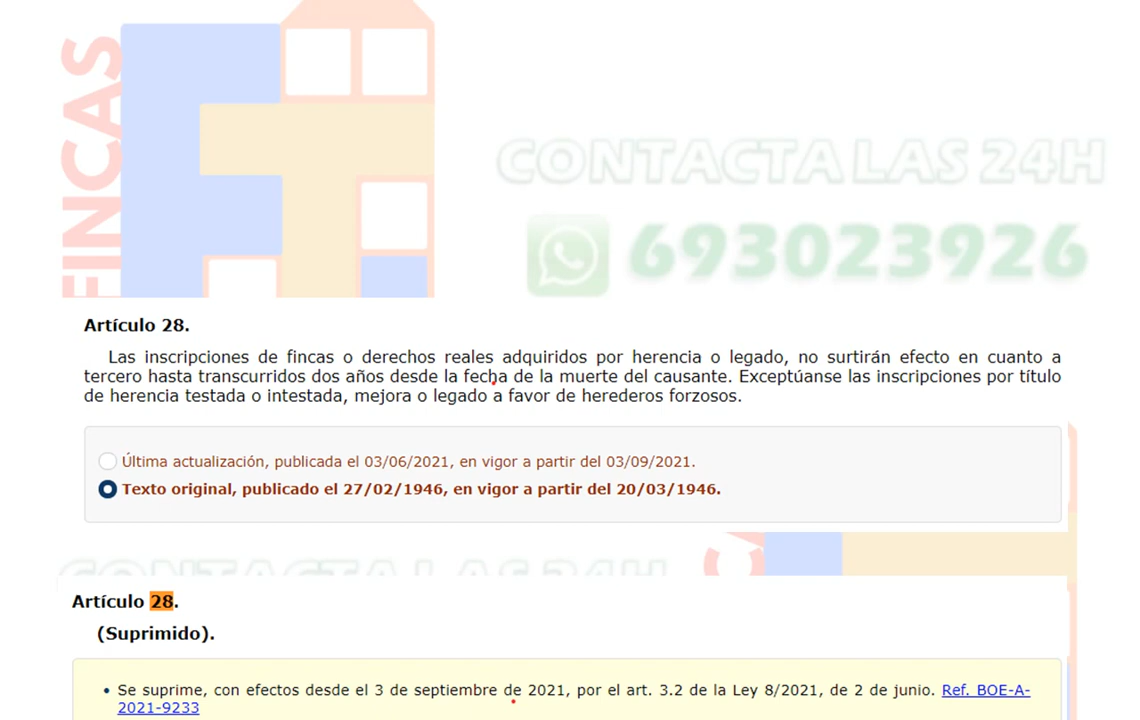 FINCAS
CONTACTA LAS 24H
693023926
Artículo 28.
Las inscripciones de fincas o derechos reales adquiridos por herencia o legado, no surtirán efecto en cuanto a
tercero hasta transcurridos dos años desde la fecha de la muerte del causante. Exceptúanse las inscripciones por título
de herencia testada o intestada, mejora o legado a favor de herederos forzosos.
Última actualización, publicada el 03/06/2021, en vigor a partir del 03/09/2021.
Texto original, publicado el 27/02/1946, en vigor a partir del 20/03/1946.
CONTACTA LAS 24H
Artículo 28.
(Suprimido).
• Se suprime, con efectos desde el 3 de septiembre de 2021, por el art. 3.2 de la Ley 8/2021, de 2 de junio. Ref. BOE-A-
2021-9233